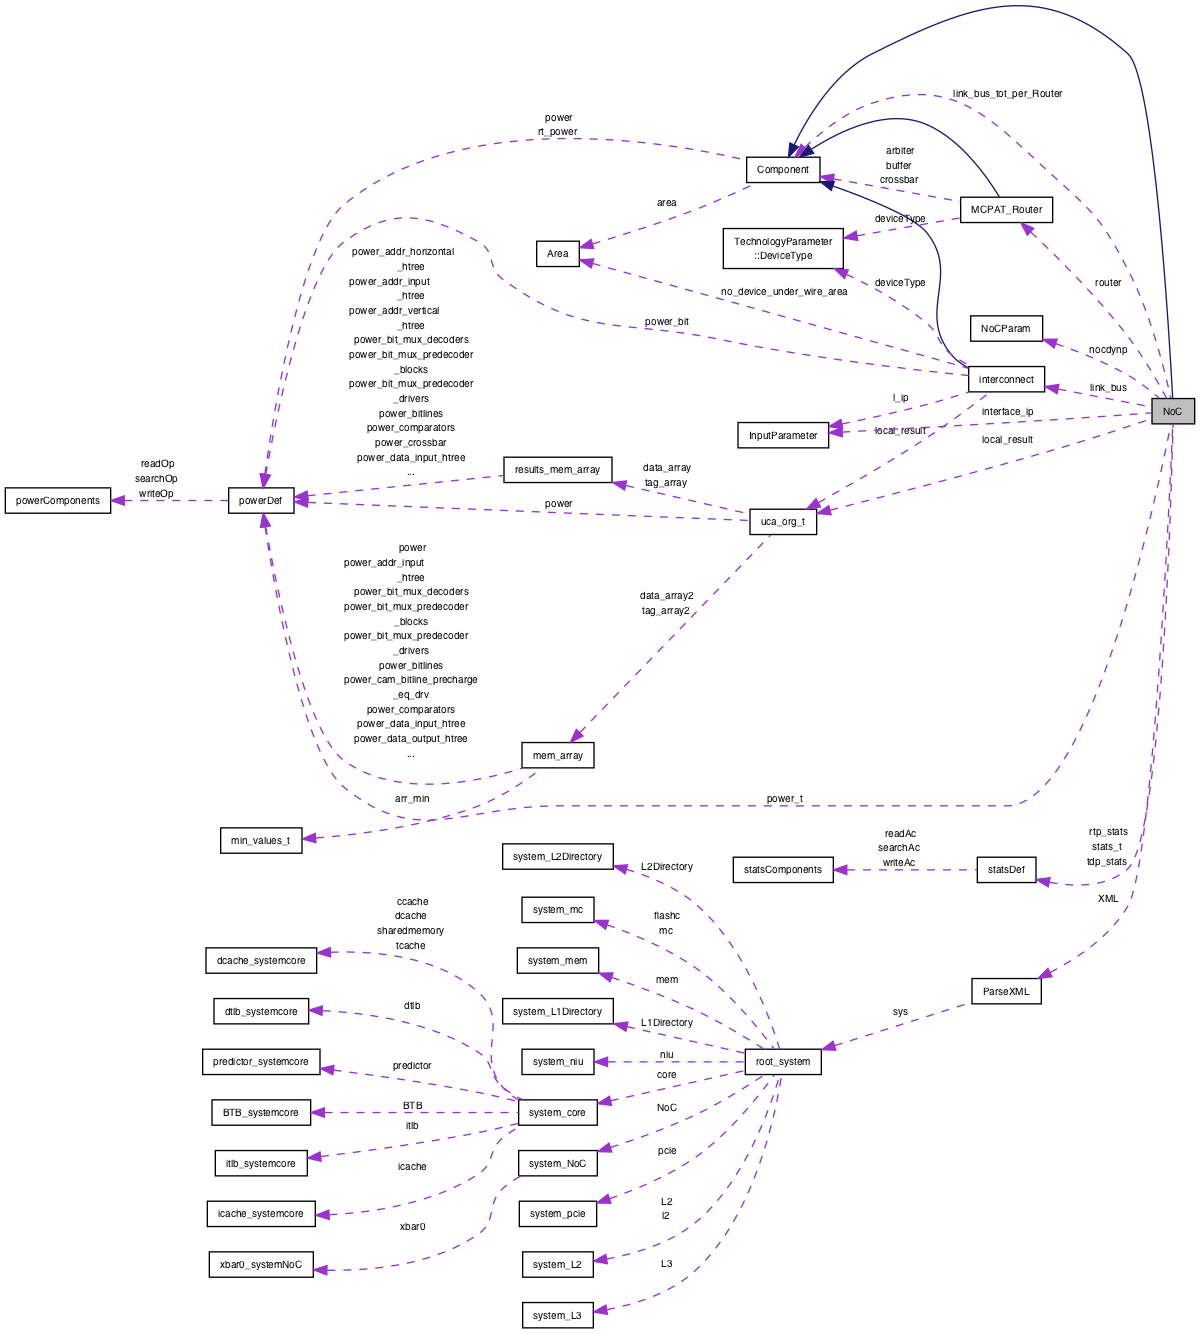 link_bus_tot_per_Router
power
rt_power
arbiter
buffer
crossbar
Component
area
MCPAT_Router
deviceType
TechnologyParameter
::DeviceType
Area
power_addr_horizontal
_htree
power_addr_input
_htree
power_addr_vertical
_htree
power_bit_mux_decoders
power_bit_mux_predecoder
_blocks
power_bit_mux_predecoder
_drivers
power_bitlines
power_comparators
power_crossbar
power_data_input_htree
...
no_device_under_wire_area
deviceType
router
power_bit
NoCParam
nocdynp
interconnect
link_bus
NoC
l_ip
interface_ip
InputParameter
local_result
local_result
readOp
searchOp
writeOp
results_mem_array
data_array
tag_array
powerComponents
powerDef
power
uca_org_t
power
power_addr_input
_htree
power_bit_mux_decoders
power_bit_mux_predecoder
_blocks
power_bit_mux_predecoder
_drivers
power_bitlines
power_cam_bitline_precharge
_eq_drv
power_comparators
power_data_input_htree
power_data_output_htree
...
data_array2
tag_array2
mem_array
arr_min
power_t
min_values_t
system_L2Directory
L2Directory
readAc
searchAc
writeAc
statsComponents
statsDef
rtp_stats
stats_t
tdp_stats
XML
ccache
dcache
sharedmemory
tcache
system_mc
flashc
mc
dcache_systemcore
system_mem
mem
ParseXML
sys
dtlb_systemcore
dtlb
system_L1Directory
L1Directory
predictor_systemcore
predictor
system_niu
niu
root_system
core
BTB_systemcore
BTB
system_core
NoC
itlb
itlb_systemcore
icache
system_NoC
pcie
icache_systemcore
xbar0
system_pcie
L2
l2
xbar0_systemNoC
system_L2
L3
system_L3